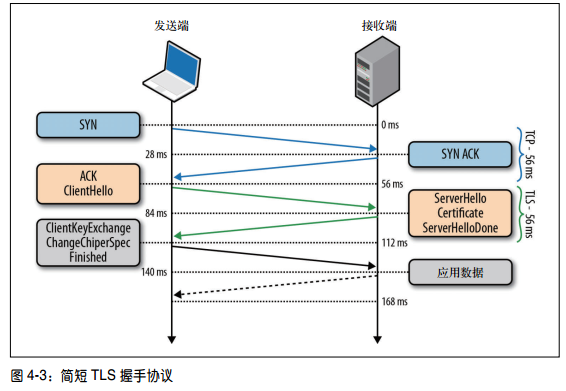 发送端
接收端
SYN
0 ms
28 ms
SYN ACK
TCP - 56 ms
ACK
ClientHello
56 ms
84 ms
ServerHello
Certificate
ServerHelloDone
TLS - 56 ms
ClientKeyExchange
ChangeChiperSpec
Finished
112 ms
140 ms
应用数据
168 ms
图 4-3：简短 TLS 握手协议